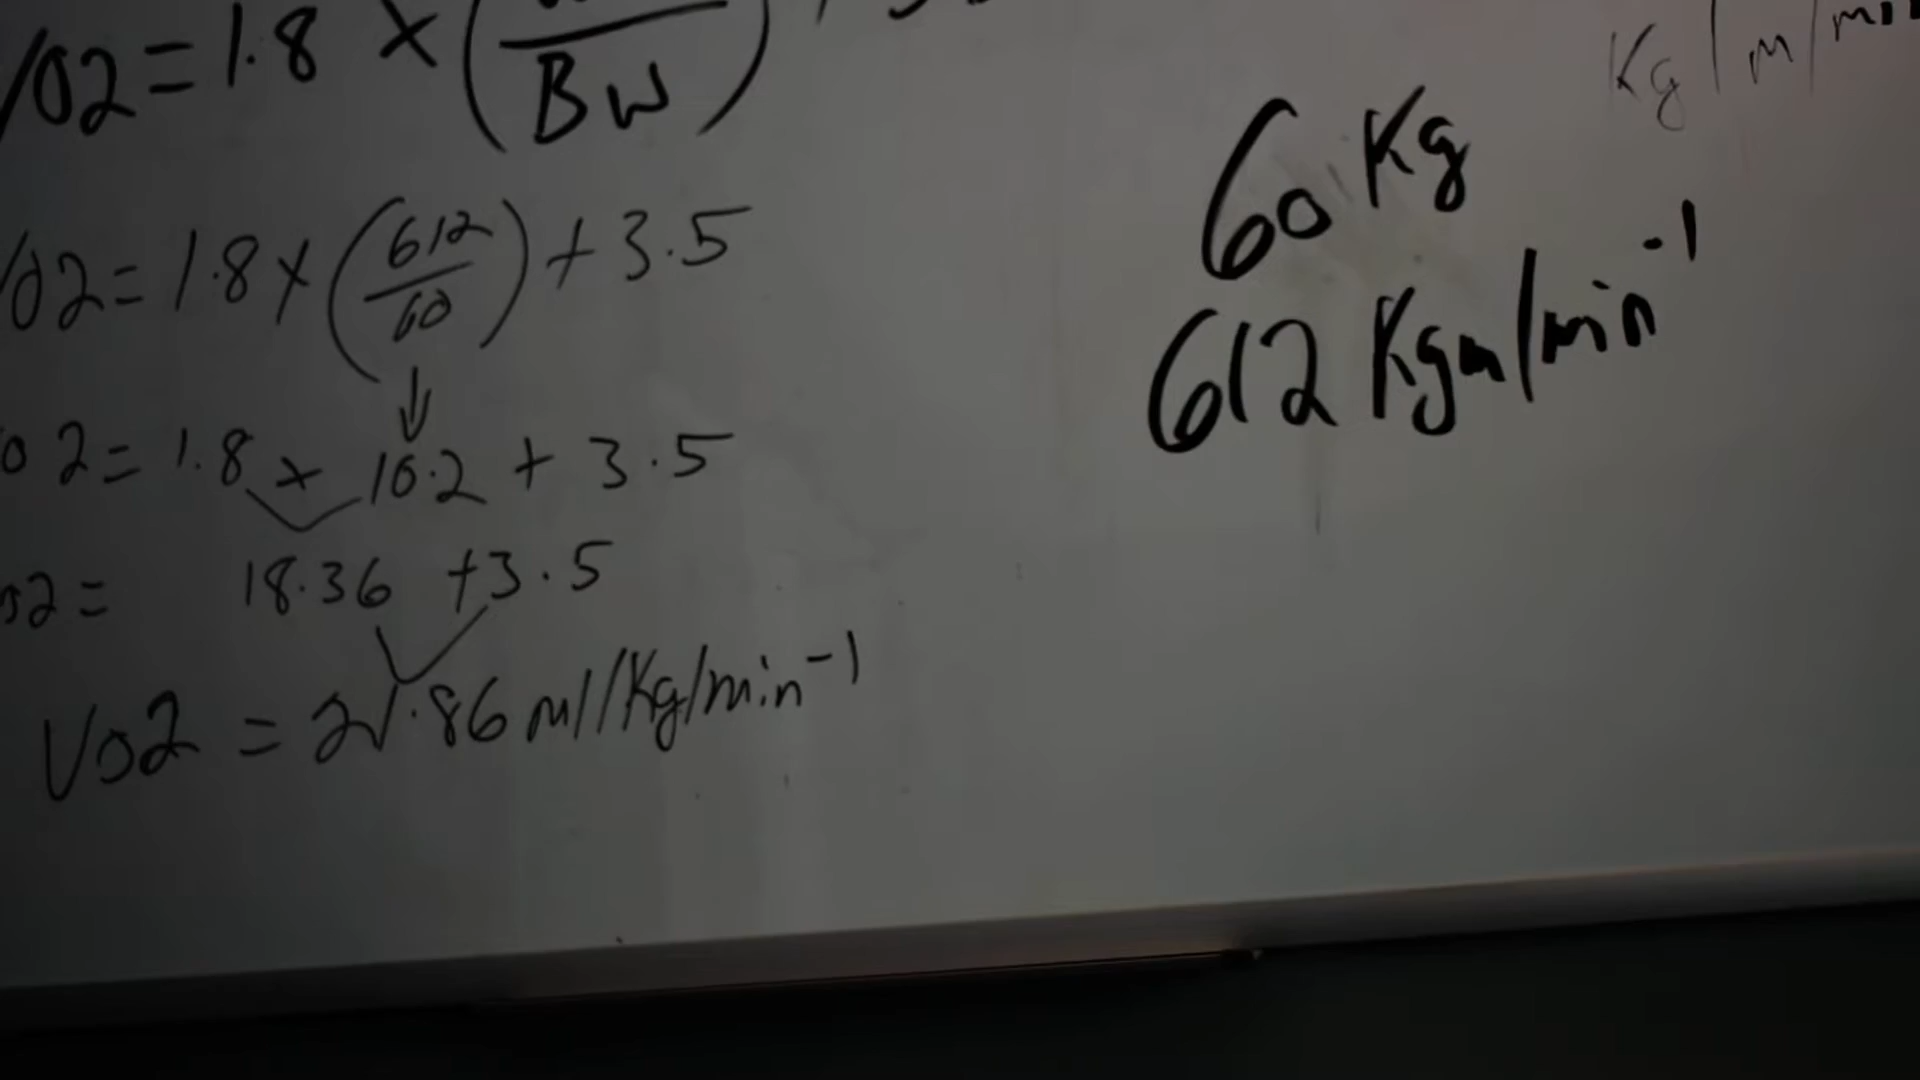 VO2 = 1.8 × ( / BW ) +
VO2 = 1.8 × (612/60) + 3.5
VO2 = 1.8 × 10.2 + 3.5
VO2 = 18.36 + 3.5
VO2 = 21.86 ml/Kg/min⁻¹
Kg/m/min
60 Kg
612 Kgm/min⁻¹